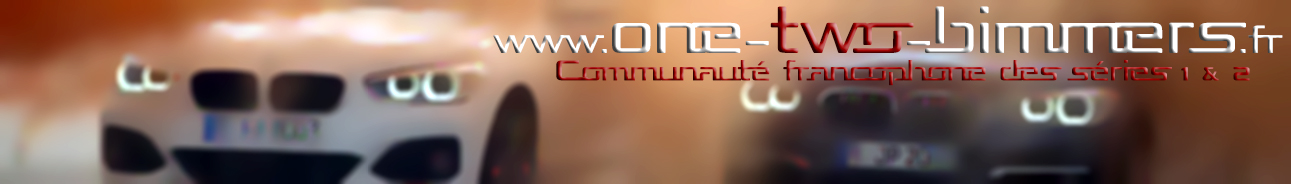 www.one-two-bimmers.fr
Communauté francophone des séries 1 & 2